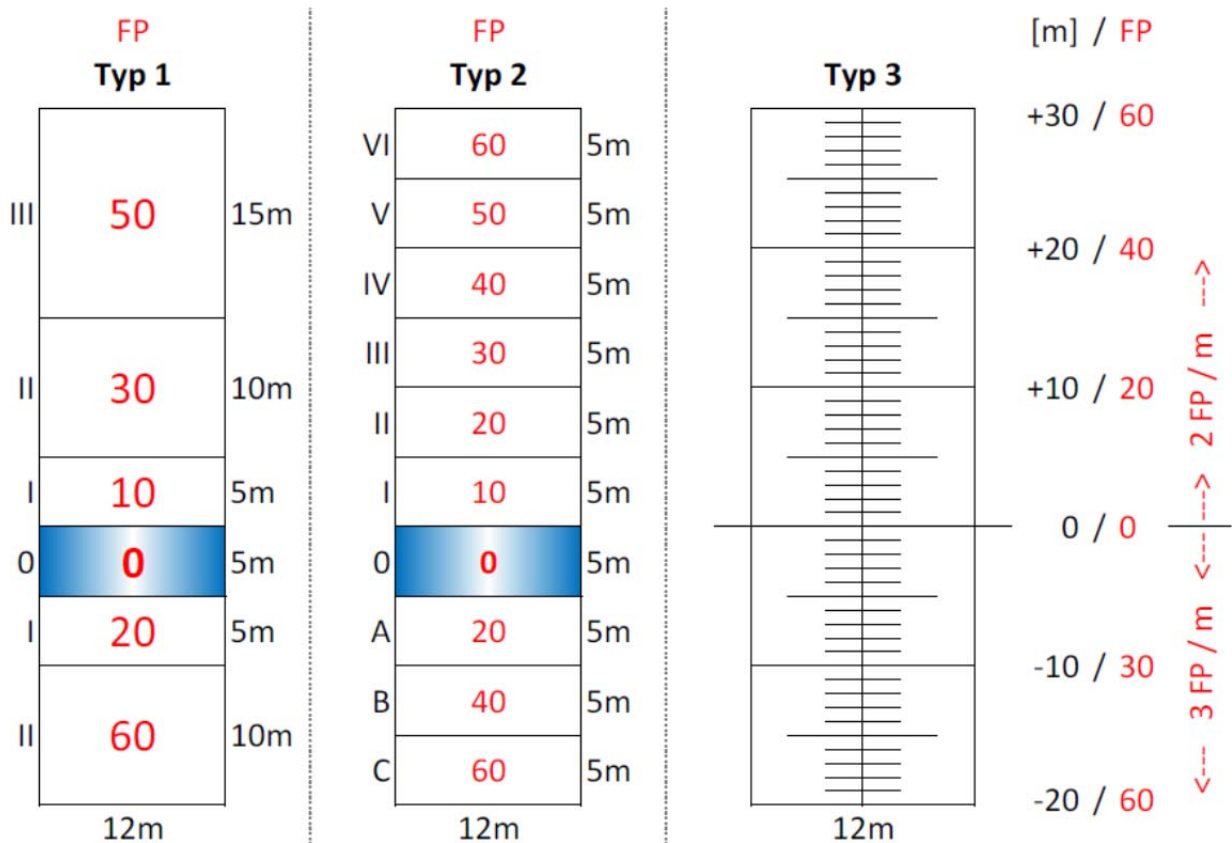 FP
Typ 1
III 50 15m
II 30 10m
I 10 5m
0 0 5m
I 20 5m
II 60 10m
12m
FP
Typ 2
VI 60 5m
V 50 5m
IV 40 5m
III 30 5m
II 20 5m
I 10 5m
0 0 5m
A 20 5m
B 40 5m
C 60 5m
12m
Typ 3
12m
[m] / FP
+30 / 60
+20 / 40
+10 / 20
0 / 0
-10 / 30
-20 / 60
<--- 3 FP / m <--- ---> 2 FP / m --->